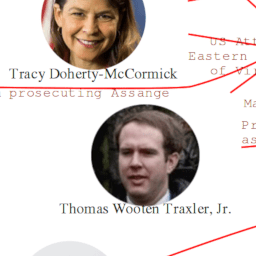 US Att
Eastern
of Vi
Tracy Doherty-McCormick
prosecuting Assange
Ma
Pr
as
Thomas Wooten Traxler, Jr.